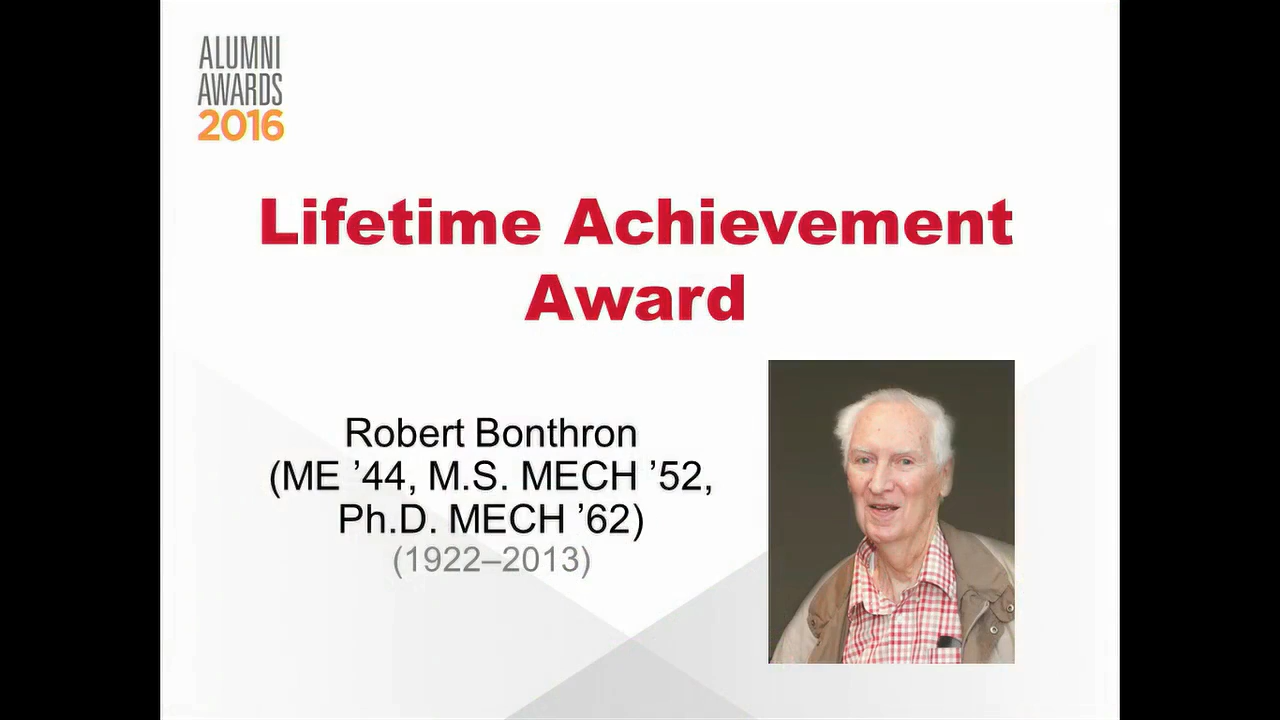 ALUMNI
AWARDS
2016
Lifetime Achievement
Award
Robert Bonthron
(ME ’44, M.S. MECH ’52,
Ph.D. MECH ’62)
(1922–2013)